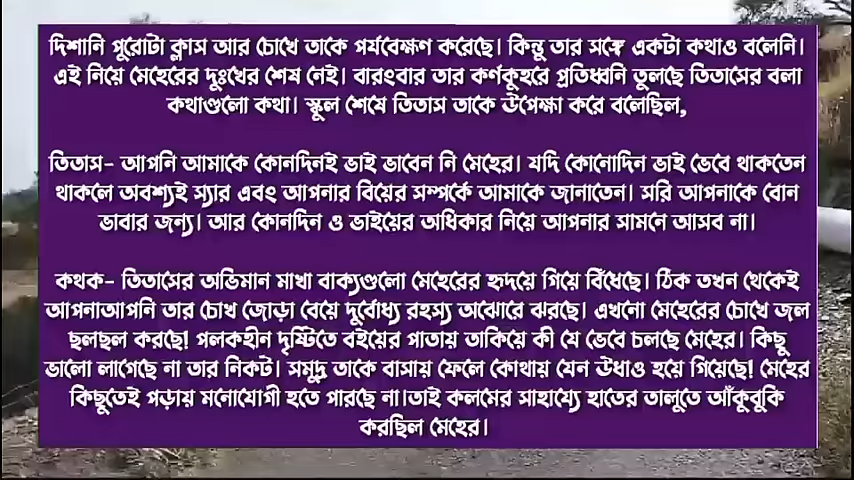 দিশানি পুরোটা ক্লাস আর চোখে তাকে পর্যবেক্ষণ করেছে। কিন্তু তার সঙ্গে একটা কথাও বলেনি।
এই নিয়ে মেহেরের দুঃখের শেষ নেই। বারংবার তার কর্ণকুহরে প্রতিধ্বনি তুলছে তিতাসের বলা
কথাগুলো কথা। স্কুল শেষে তিতাস তাকে উপেক্ষা করে বলেছিল,
তিতাস- আপনি আমাকে কোনদিনই ভাই ভাবেন নি মেহের। যদি কোনোদিন ভাই ভেবে থাকতেন
থাকলে অবশ্যই স্যার এবং আপনার বিয়ের সম্পর্কে আমাকে জানাতেন। সরি আপনাকে বোন
ভাবার জন্য। আর কোনদিন ও ভাইয়ের অধিকার নিয়ে আপনার সামনে আসব না।
কথক- তিতাসের অভিমান মাখা বাক্যগুলো মেহেরের হৃদয়ে গিয়ে বিঁধেছে। ঠিক তখন থেকেই
আপনাআপনি তার চোখ জোড়া বেয়ে দুর্বোধ্য রহস্য অঝোরে ঝরছে। এখনো মেহেরের চোখে জল
ছলছল করছে! পলকহীন দৃষ্টিতে বইয়ের পাতায় তাকিয়ে কী যে ভেবে চলছে মেহের। কিছু
ভালো লাগেছে না তার নিকট। সমুদ্র তাকে বাসায় ফেলে কোথায় যেন উধাও হয়ে গিয়েছে! মেহের
কিছুতেই পড়ায় মনোযোগী হতে পারছে না।তাই কলমের সাহায্যে হাতের তালুতে আঁকুবুকি
করছিল মেহের।